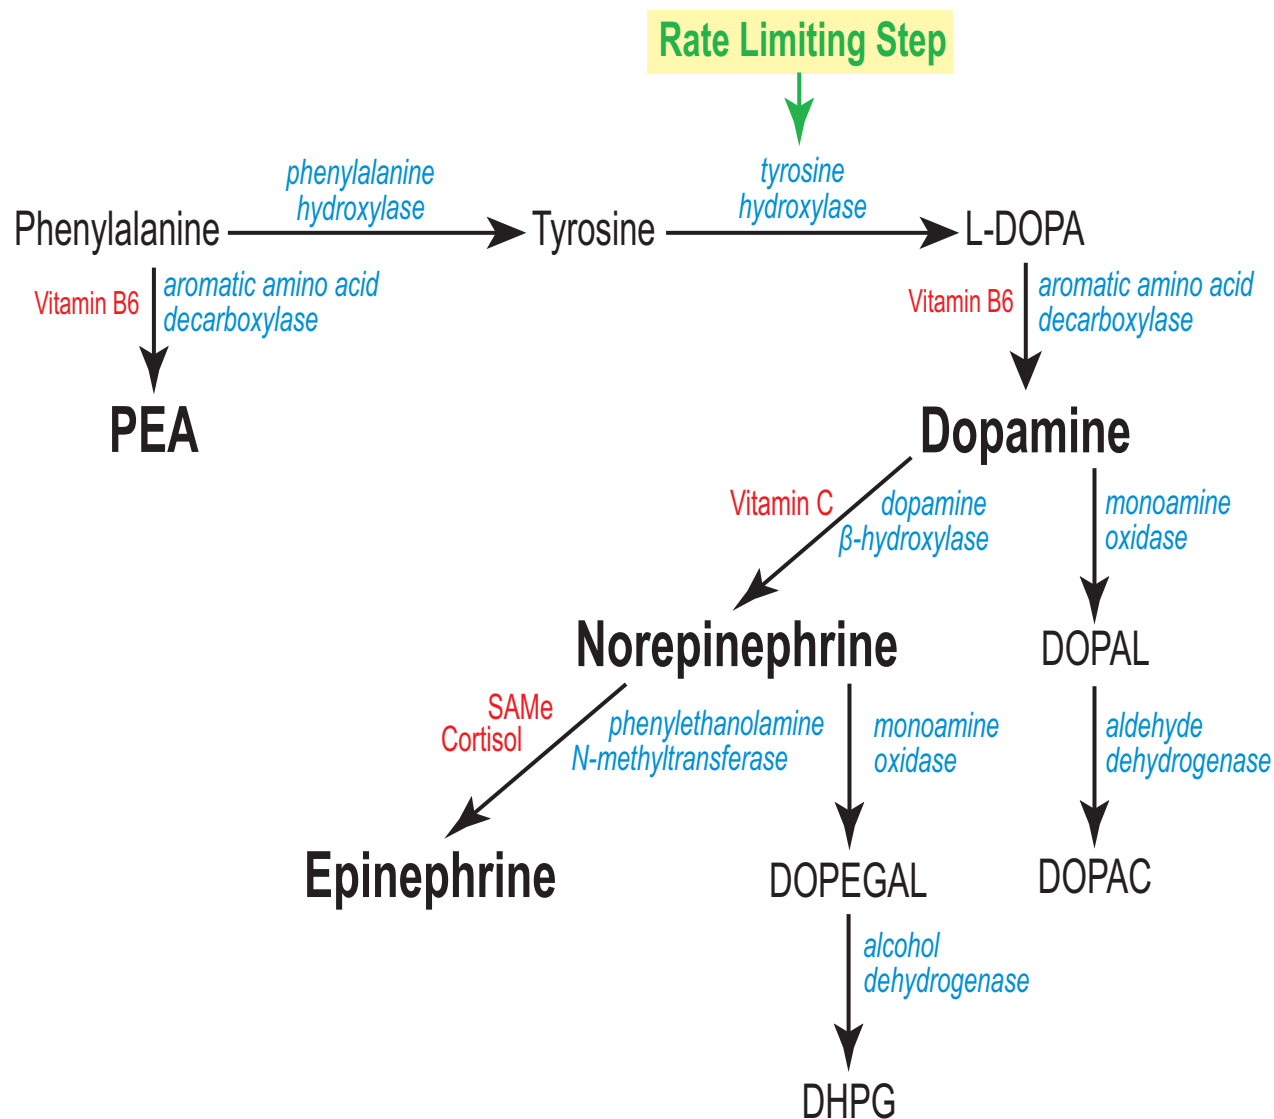 Rate Limiting Step
phenylalanine
hydroxylase
tyrosine
hydroxylase
Phenylalanine
Tyrosine
L-DOPA
Vitamin B6
aromatic amino acid
decarboxylase
Vitamin B6
aromatic amino acid
decarboxylase
PEA
Dopamine
Vitamin C
dopamine
β-hydroxylase
monoamine
oxidase
Norepinephrine
DOPAL
SAMe
Cortisol
phenylethanolamine
N-methyltransferase
monoamine
oxidase
aldehyde
dehydrogenase
Epinephrine
DOPEGAL
DOPAC
alcohol
dehydrogenase
DHPG